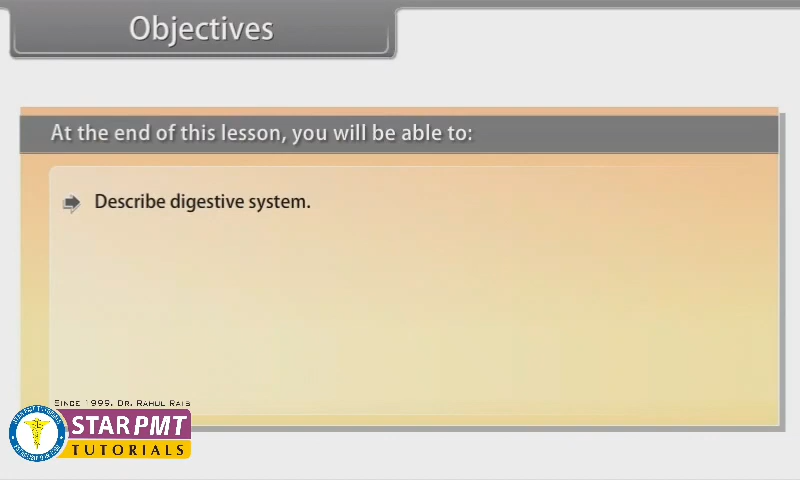 Objectives
At the end of this lesson, you will be able to:
Describe digestive system.
Since 1999, Dr. Rahul Rais
STAR PMT
TUTORIALS